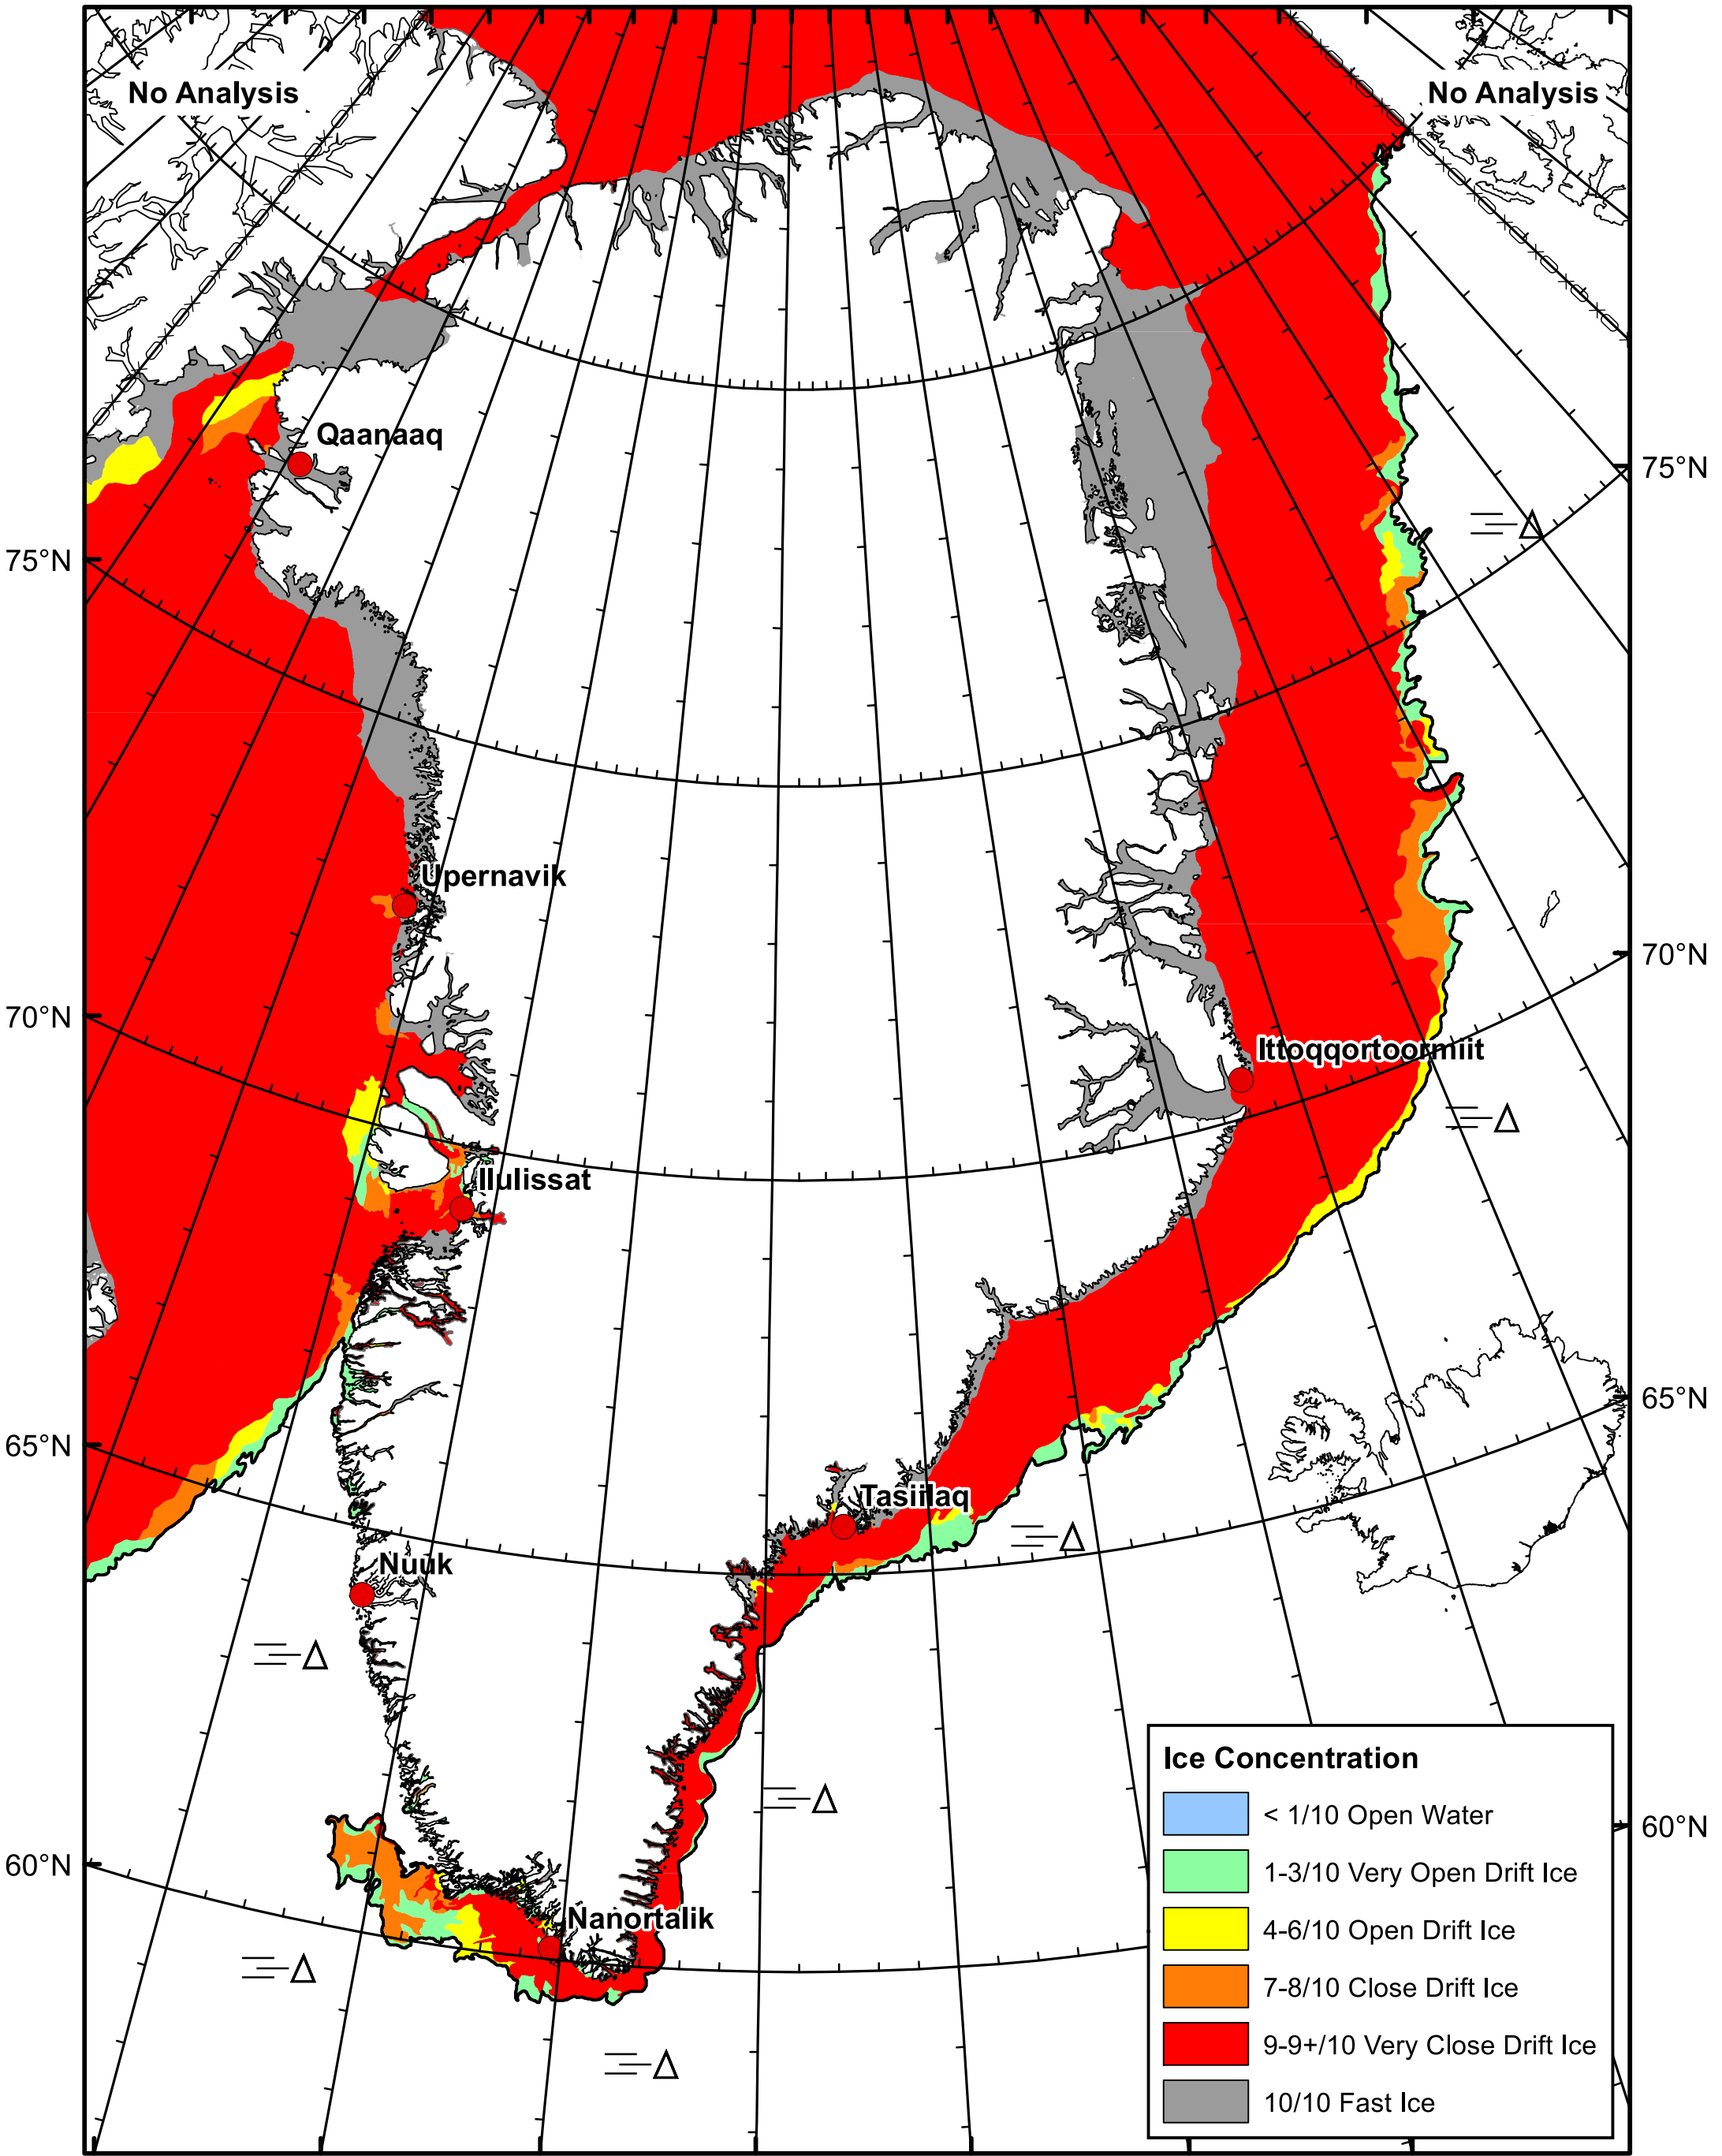 No Analysis
No Analysis
Qaanaaq
75°N
75°N
Upernavik
70°N
70°N
Ittoqqortoormiit
Ilulissat
65°N
65°N
Tasiilaq
Nuuk
60°N
60°N
Nanortalik
Ice Concentration
< 1/10 Open Water
1-3/10 Very Open Drift Ice
4-6/10 Open Drift Ice
7-8/10 Close Drift Ice
9-9+/10 Very Close Drift Ice
10/10 Fast Ice